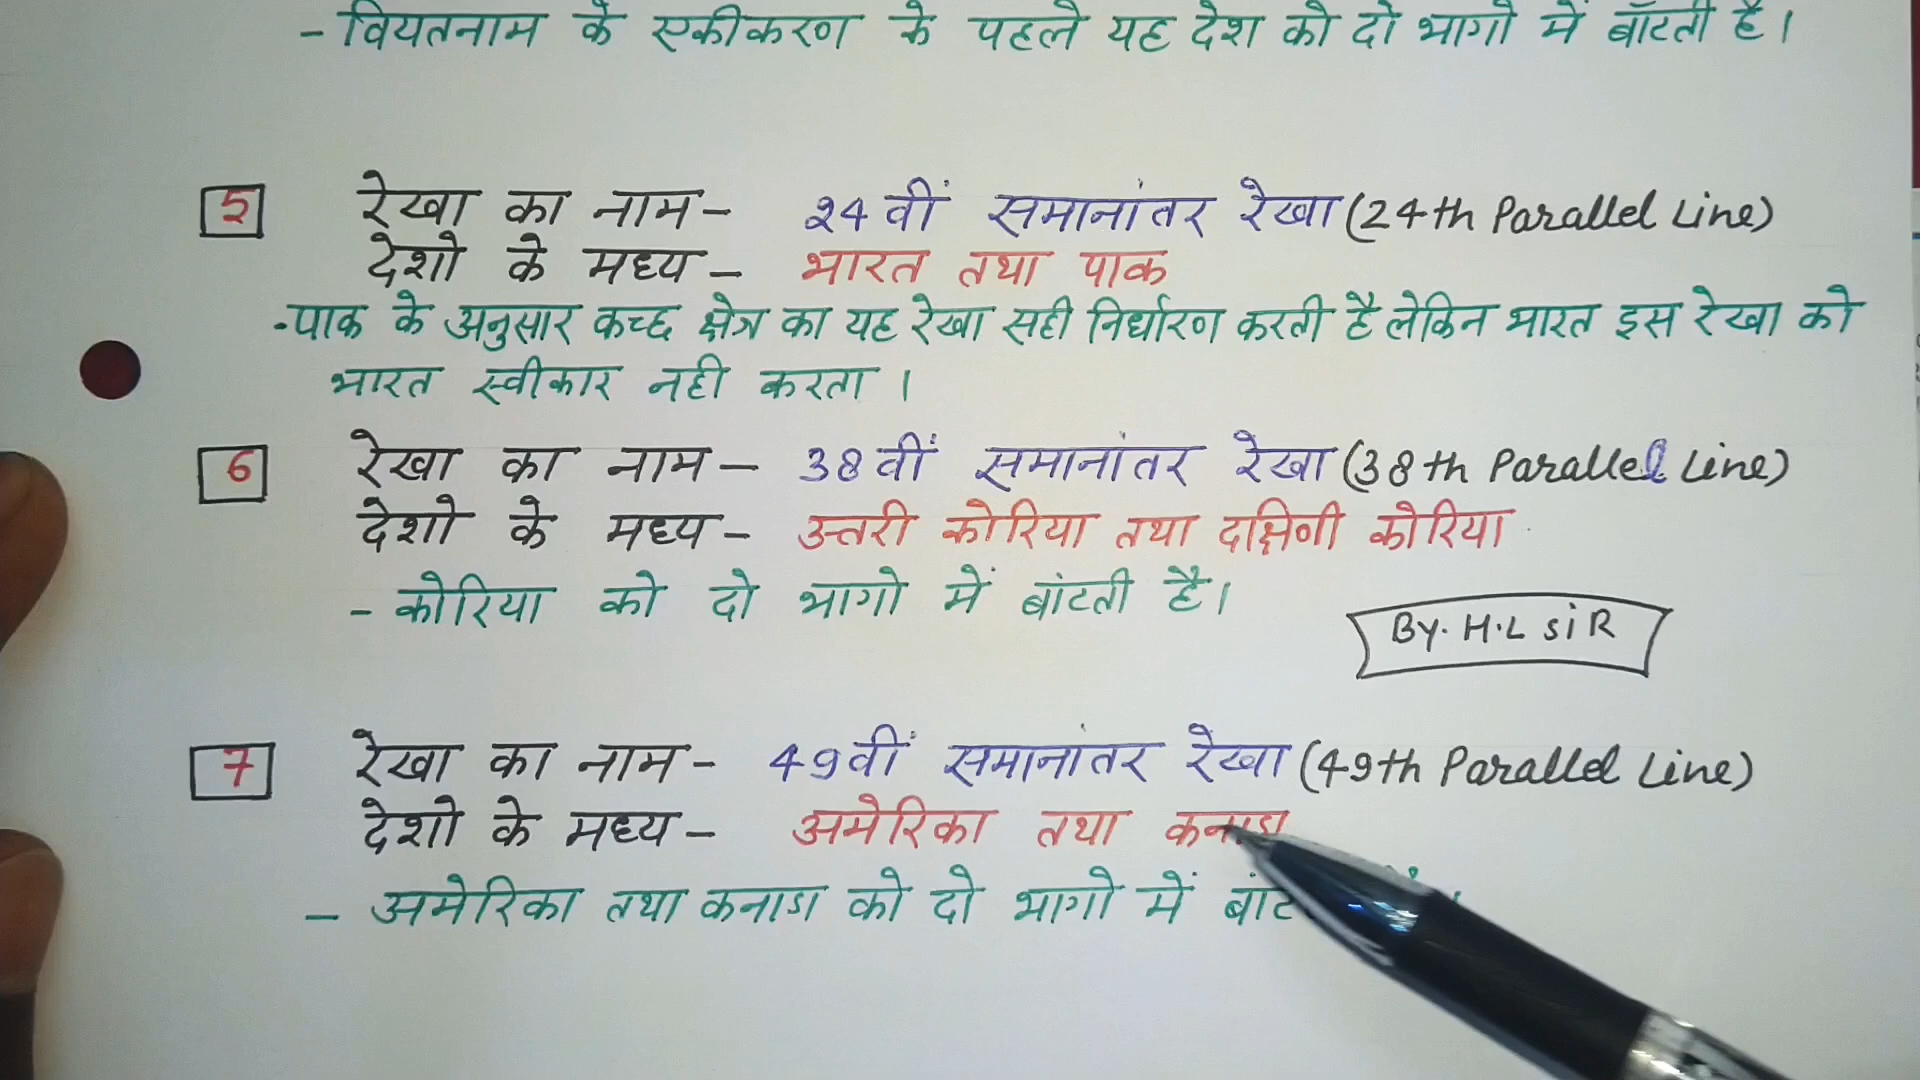 - वियतनाम के एकीकरण के पहले यह देश को दो भागो में बाँटती है।
5 रेखा का नाम - 24 वीं समानांतर रेखा (24th Parallel Line)
देशो के मध्य - भारत तथा पाक
- पाक के अनुसार कच्छ क्षेत्र का यह रेखा सही निर्धारण करती है लेकिन भारत इस रेखा को
भारत स्वीकार नही करता ।
6 रेखा का नाम - 38 वीं समानांतर रेखा (38th Parallel Line)
देशो के मध्य - उत्तरी कोरिया तथा दक्षिणी कोरिया
- कोरिया को दो भागो में बांटती है।
By. H.L SiR
7 रेखा का नाम - 49वीं समानांतर रेखा (49th Parallel Line)
देशो के मध्य - अमेरिका तथा कनाडा
- अमेरिका तथा कनाडा को दो भागो में